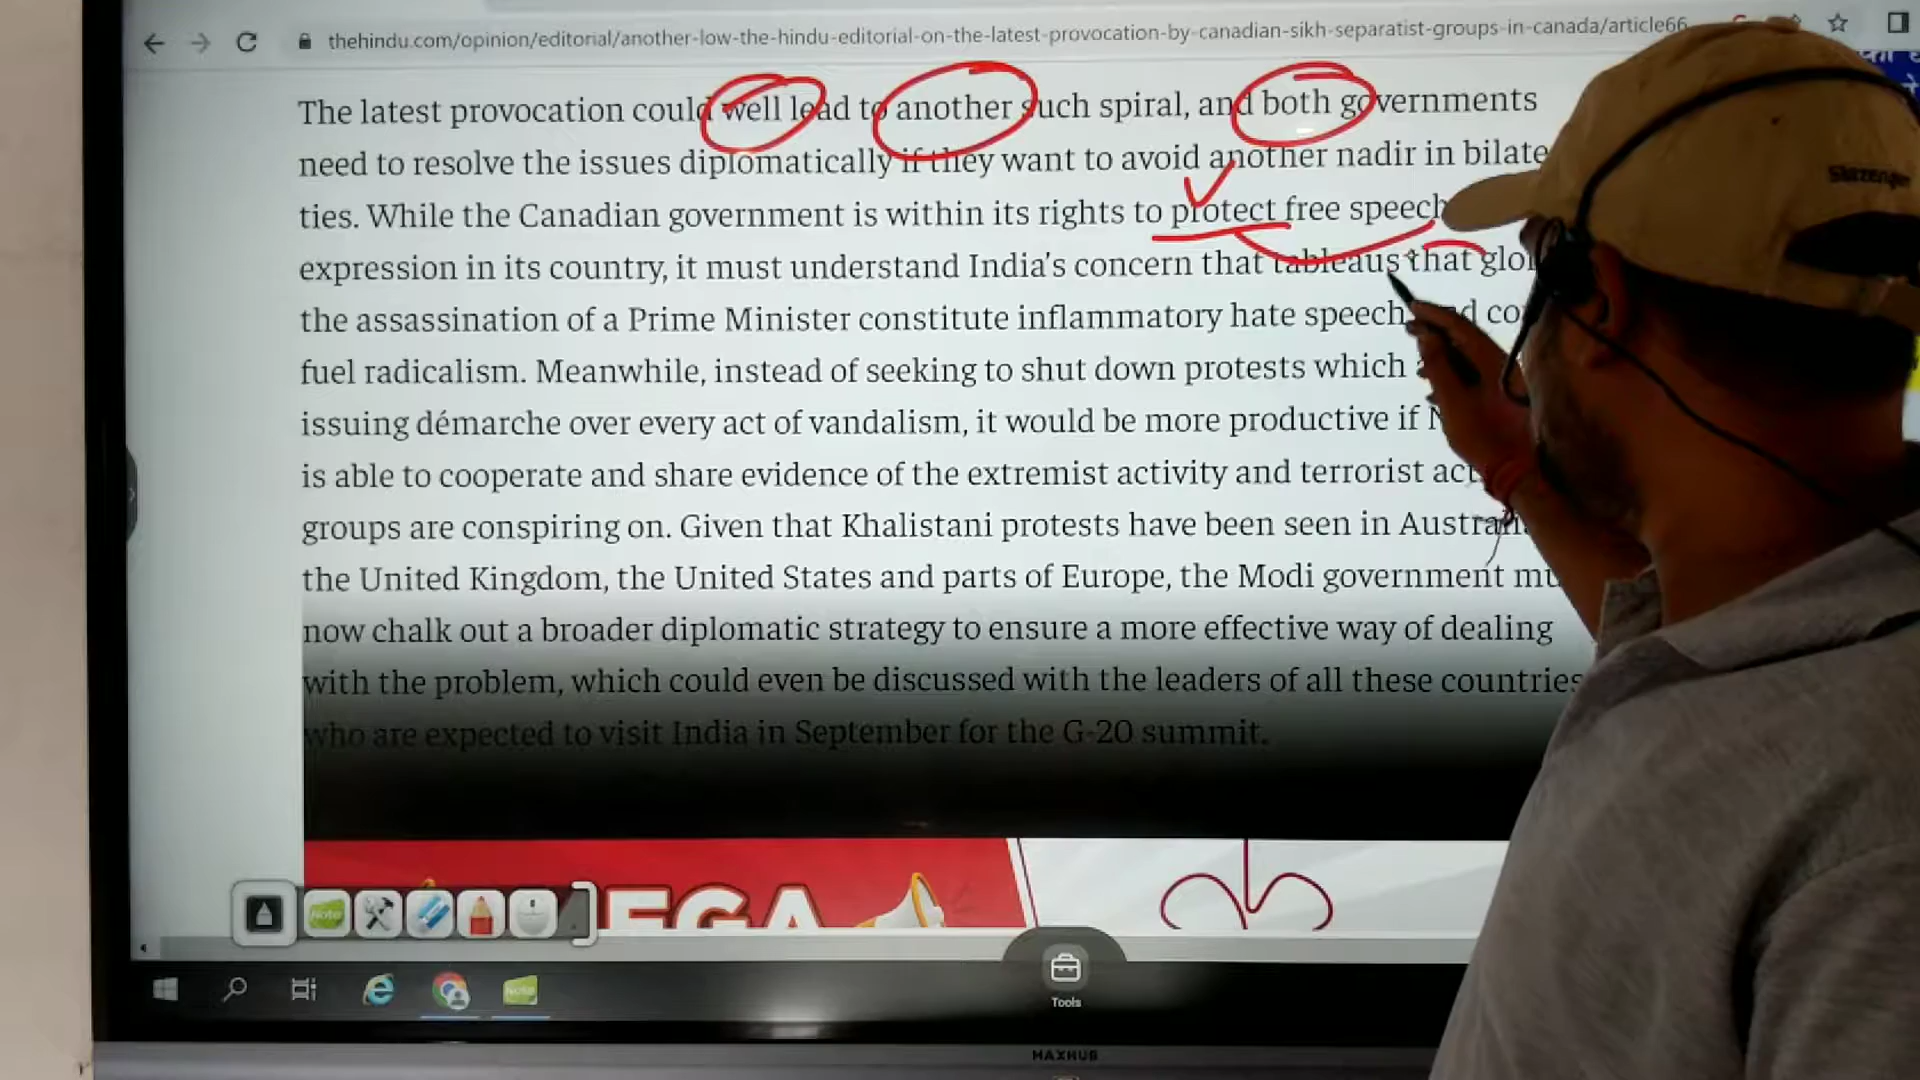 thehindu.com/opinion/editorial/another-low-the-hindu-editorial-on-the-latest-provocation-by-canadian-sikh-separatist-groups-in-canada/article66
The latest provocation could well lead to another such spiral, and both governments
need to resolve the issues diplomatically if they want to avoid another nadir in bilate
ties. While the Canadian government is within its rights to protect free speech
expression in its country, it must understand India's concern that tableaus that glor
the assassination of a Prime Minister constitute inflammatory hate speech, and co
fuel radicalism. Meanwhile, instead of seeking to shut down protests which
issuing démarche over every act of vandalism, it would be more productive if N
is able to cooperate and share evidence of the extremist activity and terrorist act
groups are conspiring on. Given that Khalistani protests have been seen in Austral
the United Kingdom, the United States and parts of Europe, the Modi government mu
now chalk out a broader diplomatic strategy to ensure a more effective way of dealing
with the problem, which could even be discussed with the leaders of all these countries
who are expected to visit India in September for the G-20 summit.
Slazenger
EGA
Note
Note
Tools
MAXHUB